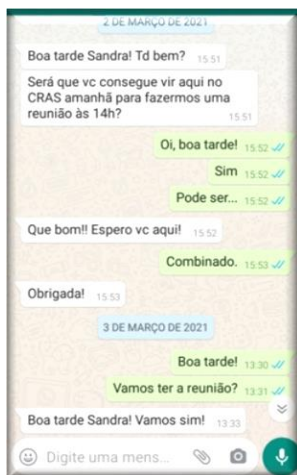 2 DE MARÇO DE 2021
Boa tarde Sandra! Td bem? 15:51
Será que vc consegue vir aqui no
CRAS amanhã para fazermos uma
reunião às 14h? 15:51
Oi, boa tarde! 15:52
Sim 15:52
Pode ser... 15:52
Que bom!! Espero vc aqui! 15:52
Combinado. 15:53
Obrigada! 15:53
3 DE MARÇO DE 2021
Boa tarde! 13:30
Vamos ter a reunião? 13:31
Boa tarde Sandra! Vamos sim! 13:33
Digite uma mens...